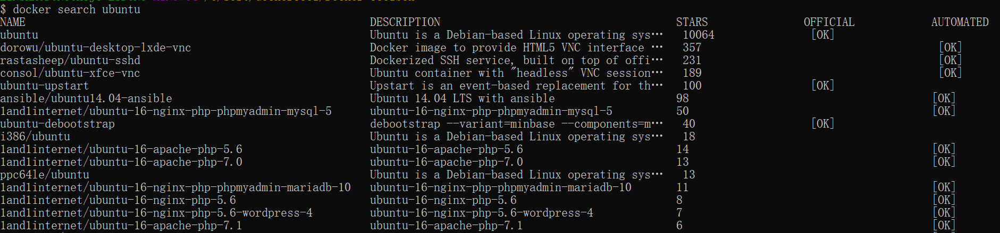 $ docker search ubuntu
NAME DESCRIPTION STARS OFFICIAL AUTOMATED
ubuntu Ubuntu is a Debian-based Linux operating sys… 10064 [OK]
dorowu/ubuntu-desktop-lxde-vnc Docker image to provide HTML5 VNC interface … 357 [OK]
rastasheep/ubuntu-sshd Dockerized SSH service, built on top of offi… 231 [OK]
consol/ubuntu-xfce-vnc Ubuntu container with "headless" VNC session… 189 [OK]
ubuntu-upstart Upstart is an event-based replacement for th… 100 [OK]
ansible/ubuntu14.04-ansible Ubuntu 14.04 LTS with ansible 98 [OK]
1and1internet/ubuntu-16-nginx-php-phpmyadmin-mysql-5 ubuntu-16-nginx-php-phpmyadmin-mysql-5 50 [OK]
ubuntu-debootstrap debootstrap --variant=minbase --components=m… 40 [OK]
i386/ubuntu Ubuntu is a Debian-based Linux operating sys… 18
1and1internet/ubuntu-16-apache-php-5.6 ubuntu-16-apache-php-5.6 14 [OK]
1and1internet/ubuntu-16-apache-php-7.0 ubuntu-16-apache-php-7.0 13 [OK]
ppc64le/ubuntu Ubuntu is a Debian-based Linux operating sys… 13
1and1internet/ubuntu-16-nginx-php-phpmyadmin-mariadb-10 ubuntu-16-nginx-php-phpmyadmin-mariadb-10 11 [OK]
1and1internet/ubuntu-16-nginx-php-5.6 ubuntu-16-nginx-php-5.6 8 [OK]
1and1internet/ubuntu-16-nginx-php-5.6-wordpress-4 ubuntu-16-nginx-php-5.6-wordpress-4 7 [OK]
1and1internet/ubuntu-16-apache-php-7.1 ubuntu-16-apache-php-7.1 6 [OK]